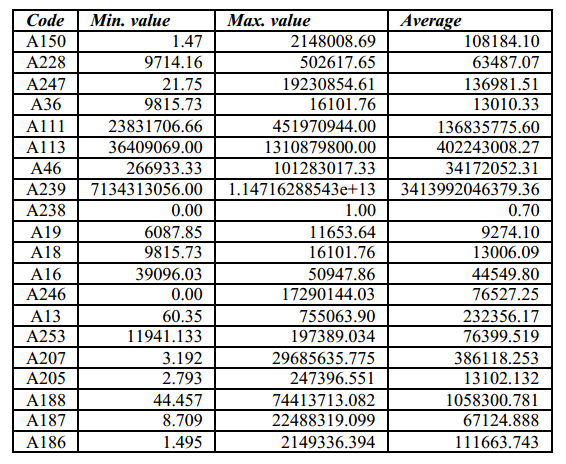 Code Min. value Max. value Average
A150 1.47 2148008.69 108184.10
A228 9714.16 502617.65 63487.07
A247 21.75 19230854.61 136981.51
A36 9815.73 16101.76 13010.33
A111 23831706.66 451970944.00 136835775.60
A113 36409069.00 1310879800.00 402243008.27
A46 266933.33 101283017.33 34172052.31
A239 7134313056.00 1.14716288543e+13 3413992046379.36
A238 0.00 1.00 0.70
A19 6087.85 11653.64 9274.10
A18 9815.73 16101.76 13006.09
A16 39096.03 50947.86 44549.80
A246 0.00 17290144.03 76527.25
A13 60.35 755063.90 232356.17
A253 11941.133 197389.034 76399.519
A207 3.192 29685635.775 386118.253
A205 2.793 247396.551 13102.132
A188 44.457 74413713.082 1058300.781
A187 8.709 22488319.099 67124.888
A186 1.495 2149336.394 111663.743